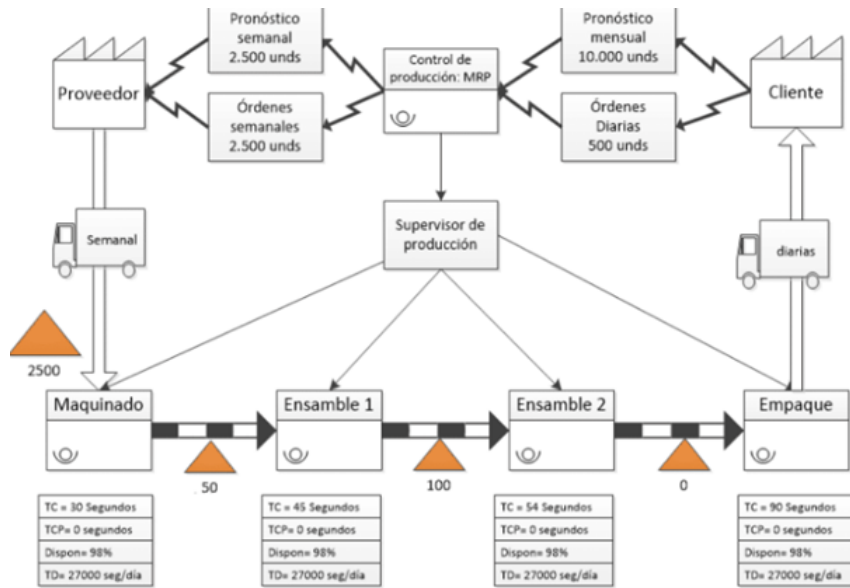 Pronóstico
semanal
2.500 unds
Pronóstico
mensual
10.000 unds
Control de
producción: MRP
Proveedor
Cliente
Órdenes
semanales
2.500 unds
Órdenes
Diarias
500 unds
Supervisor de
producción
Semanal
diarias
2500
Maquinado
Ensamble 1
Ensamble 2
Empaque
50
100
0
TC = 30 Segundos
TCP= 0 segundos
Dispon= 98%
TD= 27000 seg/día
TC = 45 Segundos
TCP= 0 segundos
Dispon= 98%
TD= 27000 seg/día
TC = 54 Segundos
TCP= 0 segundos
Dispon= 98%
TD= 27000 seg/día
TC = 90 Segundos
TCP= 0 segundos
Dispon= 98%
TD= 27000 seg/día